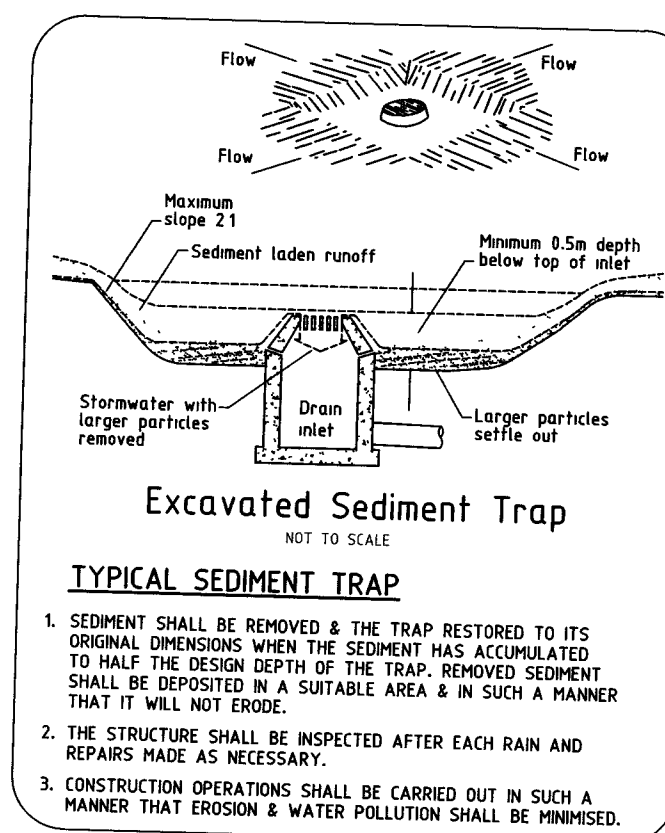 Flow
Flow
Flow
Flow
Maximum
slope 2 1
Sediment laden runoff
Minimum 0.5m depth
below top of inlet
Stormwater with
larger particles
removed
Drain
inlet
Larger particles
settle out
Excavated Sediment Trap
NOT TO SCALE
TYPICAL SEDIMENT TRAP
1. SEDIMENT SHALL BE REMOVED & THE TRAP RESTORED TO ITS
ORIGINAL DIMENSIONS WHEN THE SEDIMENT HAS ACCUMULATED
TO HALF THE DESIGN DEPTH OF THE TRAP. REMOVED SEDIMENT
SHALL BE DEPOSITED IN A SUITABLE AREA & IN SUCH A MANNER
THAT IT WILL NOT ERODE.
2. THE STRUCTURE SHALL BE INSPECTED AFTER EACH RAIN AND
REPAIRS MADE AS NECESSARY.
3. CONSTRUCTION OPERATIONS SHALL BE CARRIED OUT IN SUCH A
MANNER THAT EROSION & WATER POLLUTION SHALL BE MINIMISED.